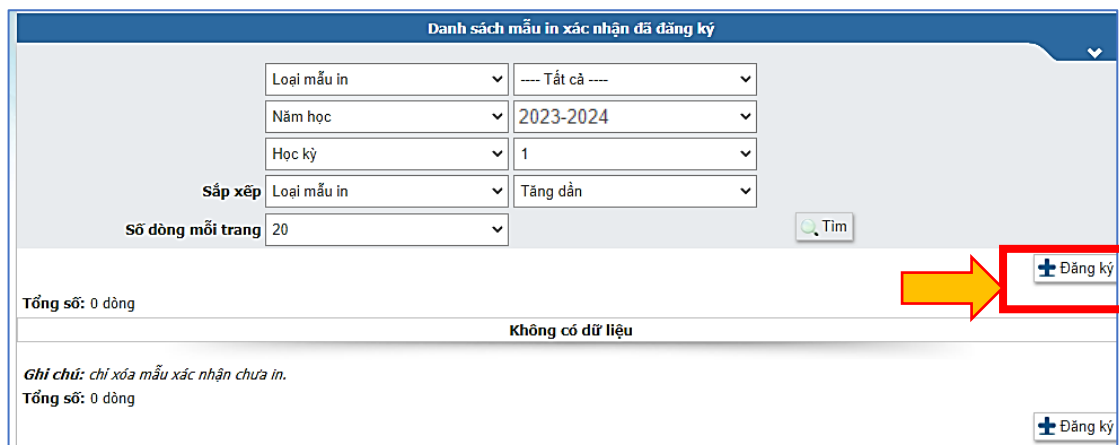 Danh sách mẫu in xác nhận đã đăng ký
Loại mẫu in ---- Tất cả ----
Năm học 2023-2024
Học kỳ 1
Sắp xếp Loại mẫu in Tăng dần
Số dòng mỗi trang 20 Tìm
Đăng ký
Tổng số: 0 dòng
Không có dữ liệu
Ghi chú: chỉ xóa mẫu xác nhận chưa in.
Tổng số: 0 dòng
Đăng ký